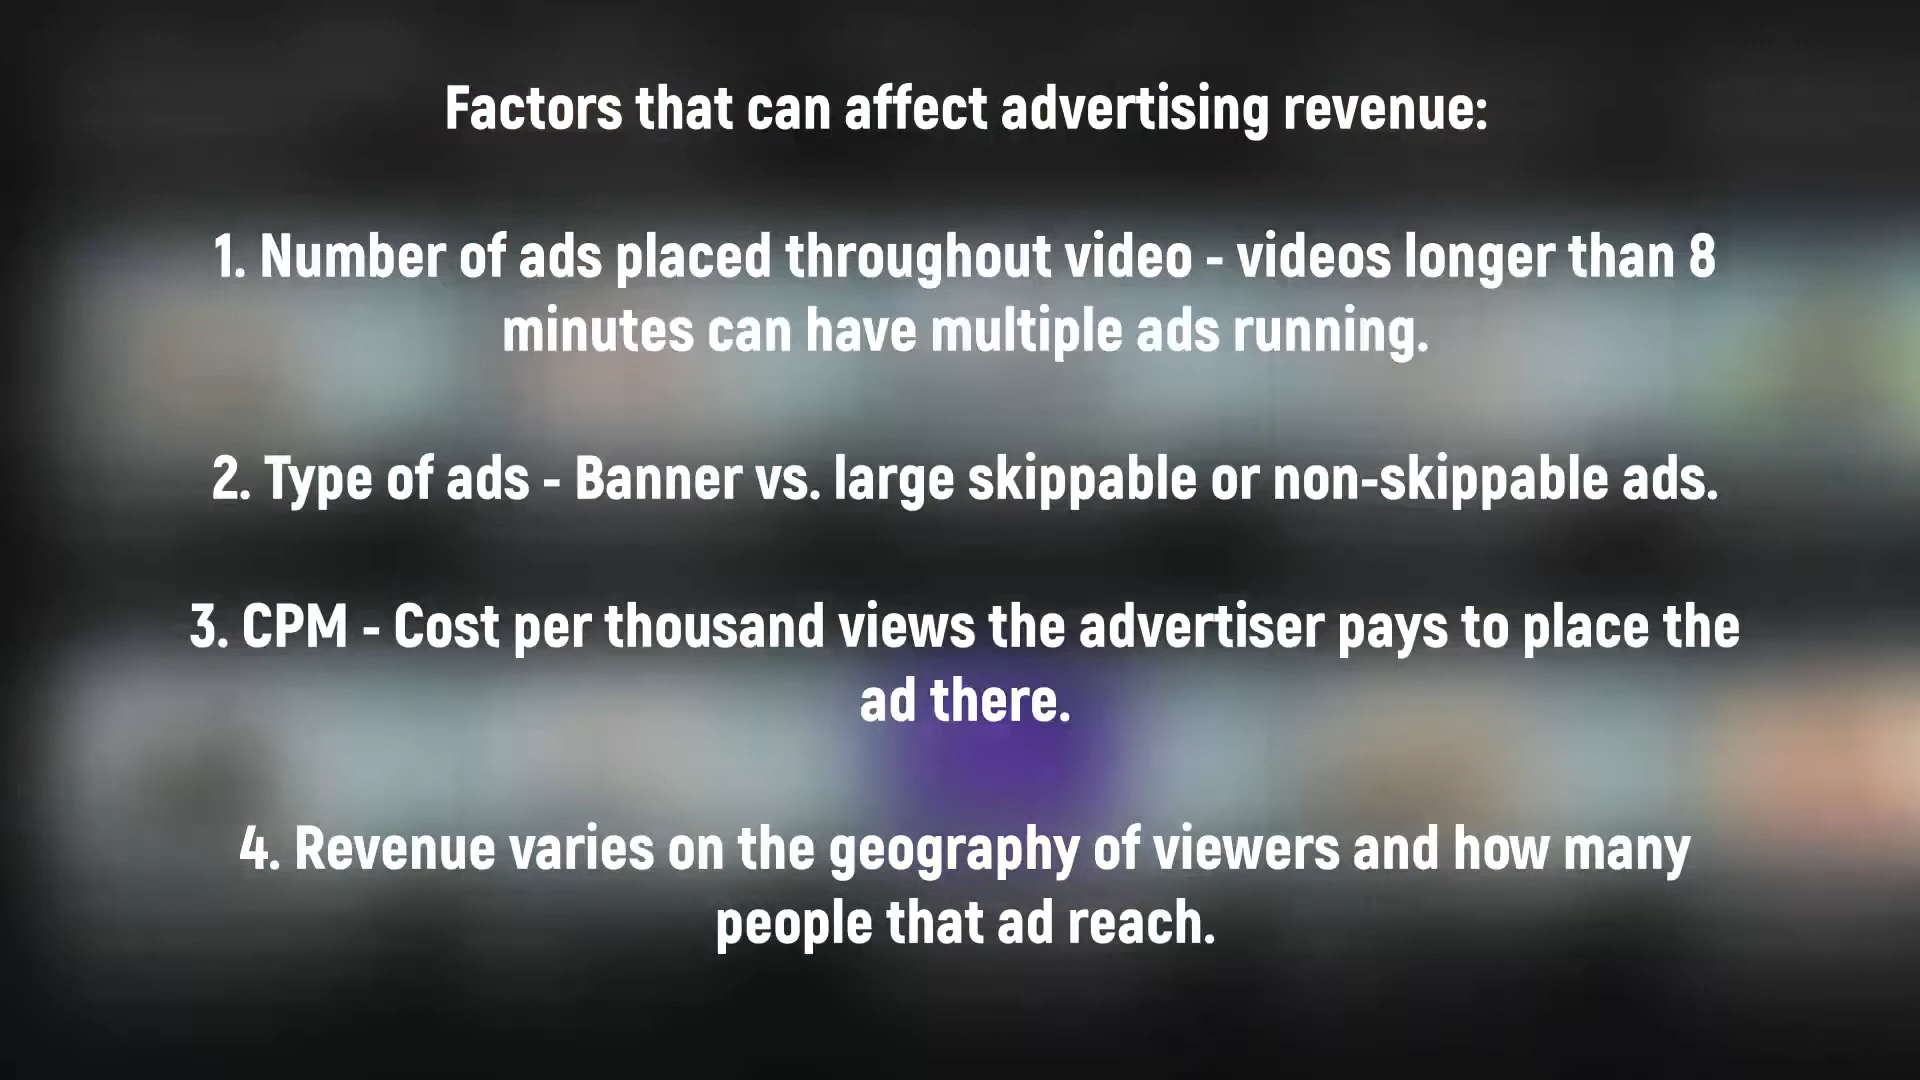 Factors that can affect advertising revenue:
1. Number of ads placed throughout video - videos longer than 8
minutes can have multiple ads running.
2. Type of ads - Banner vs. large skippable or non-skippable ads.
3. CPM - Cost per thousand views the advertiser pays to place the
ad there.
4. Revenue varies on the geography of viewers and how many
people that ad reach.